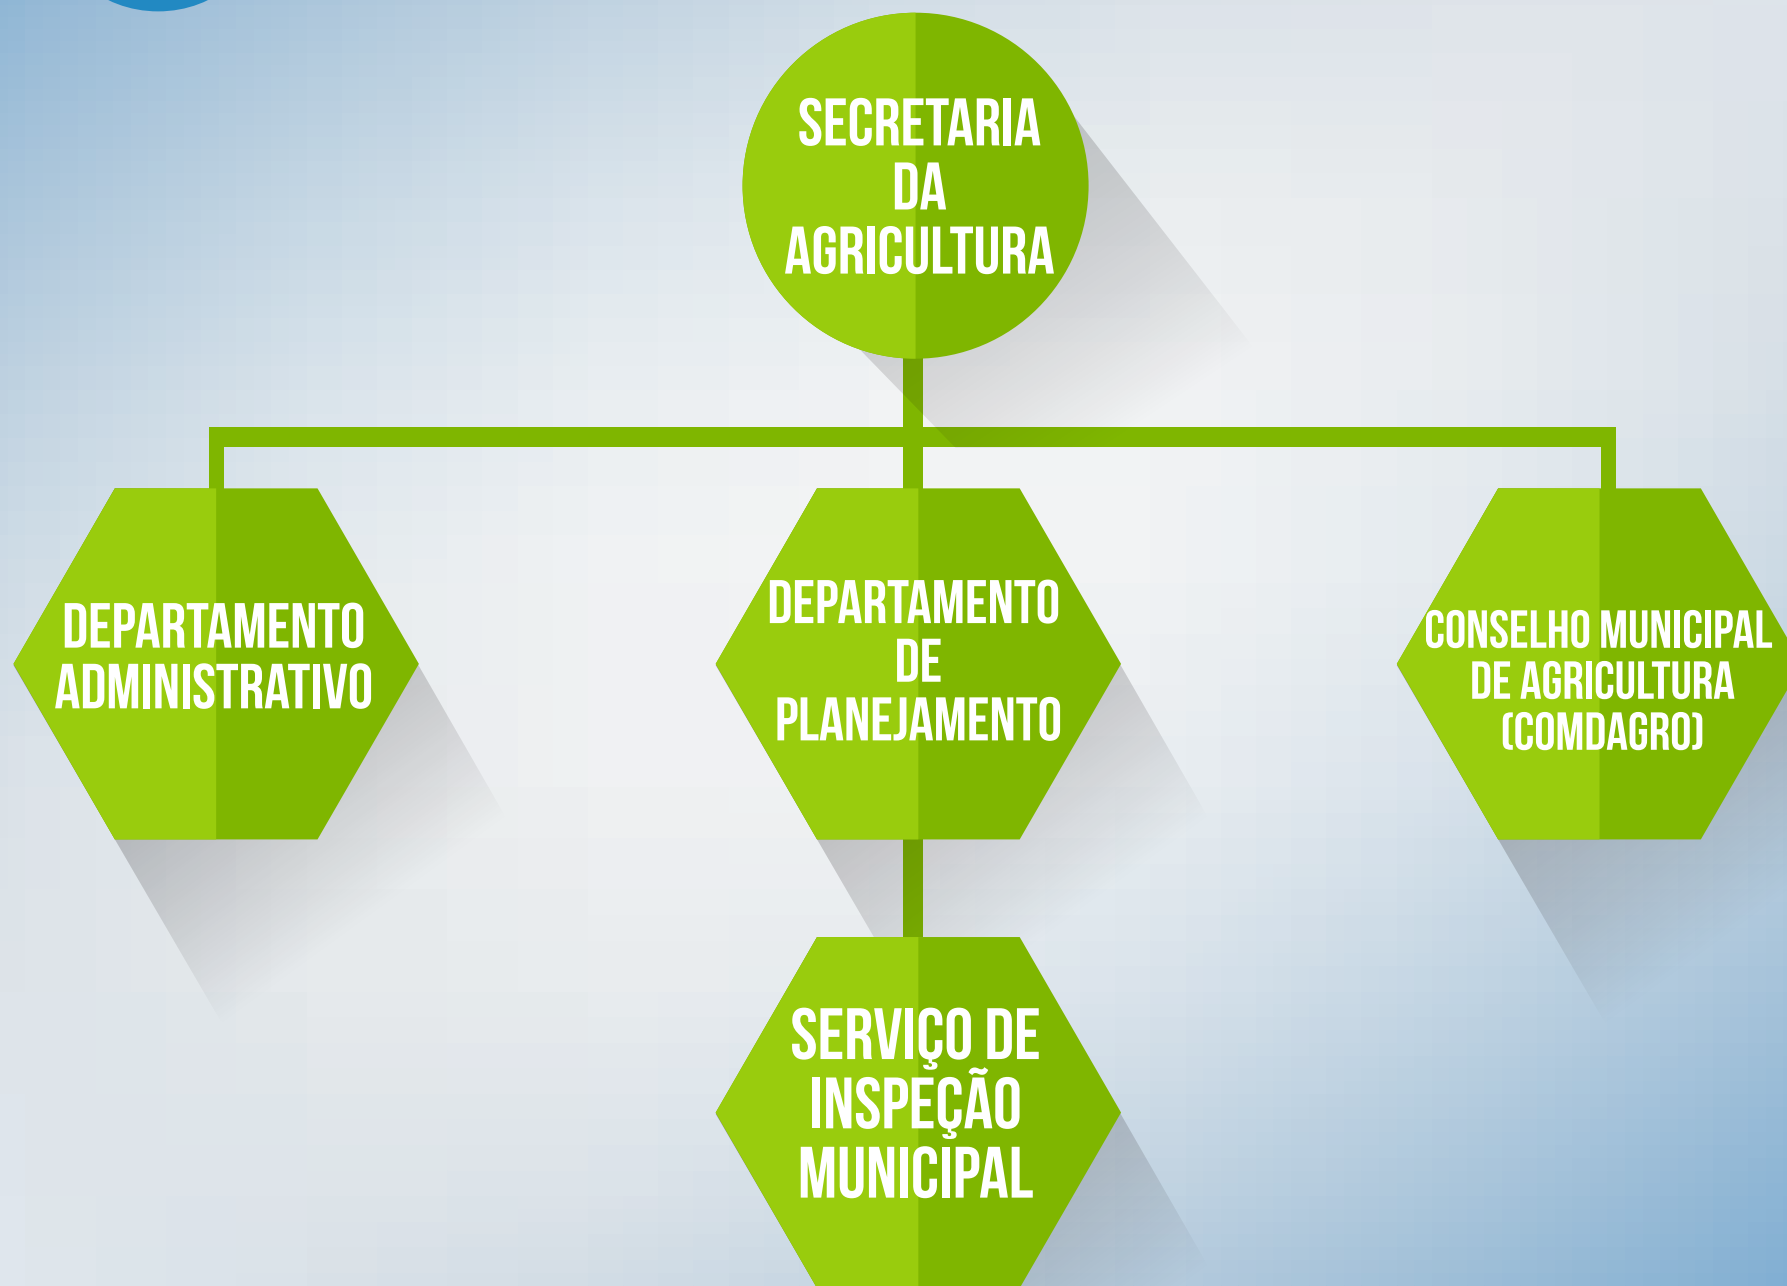 SECRETARIA
DA
AGRICULTURA
DEPARTAMENTO
ADMINISTRATIVO
DEPARTAMENTO
DE
PLANEJAMENTO
CONSELHO MUNICIPAL
DE AGRICULTURA
(COMDAGRO)
SERVIÇO DE
INSPEÇÃO
MUNICIPAL